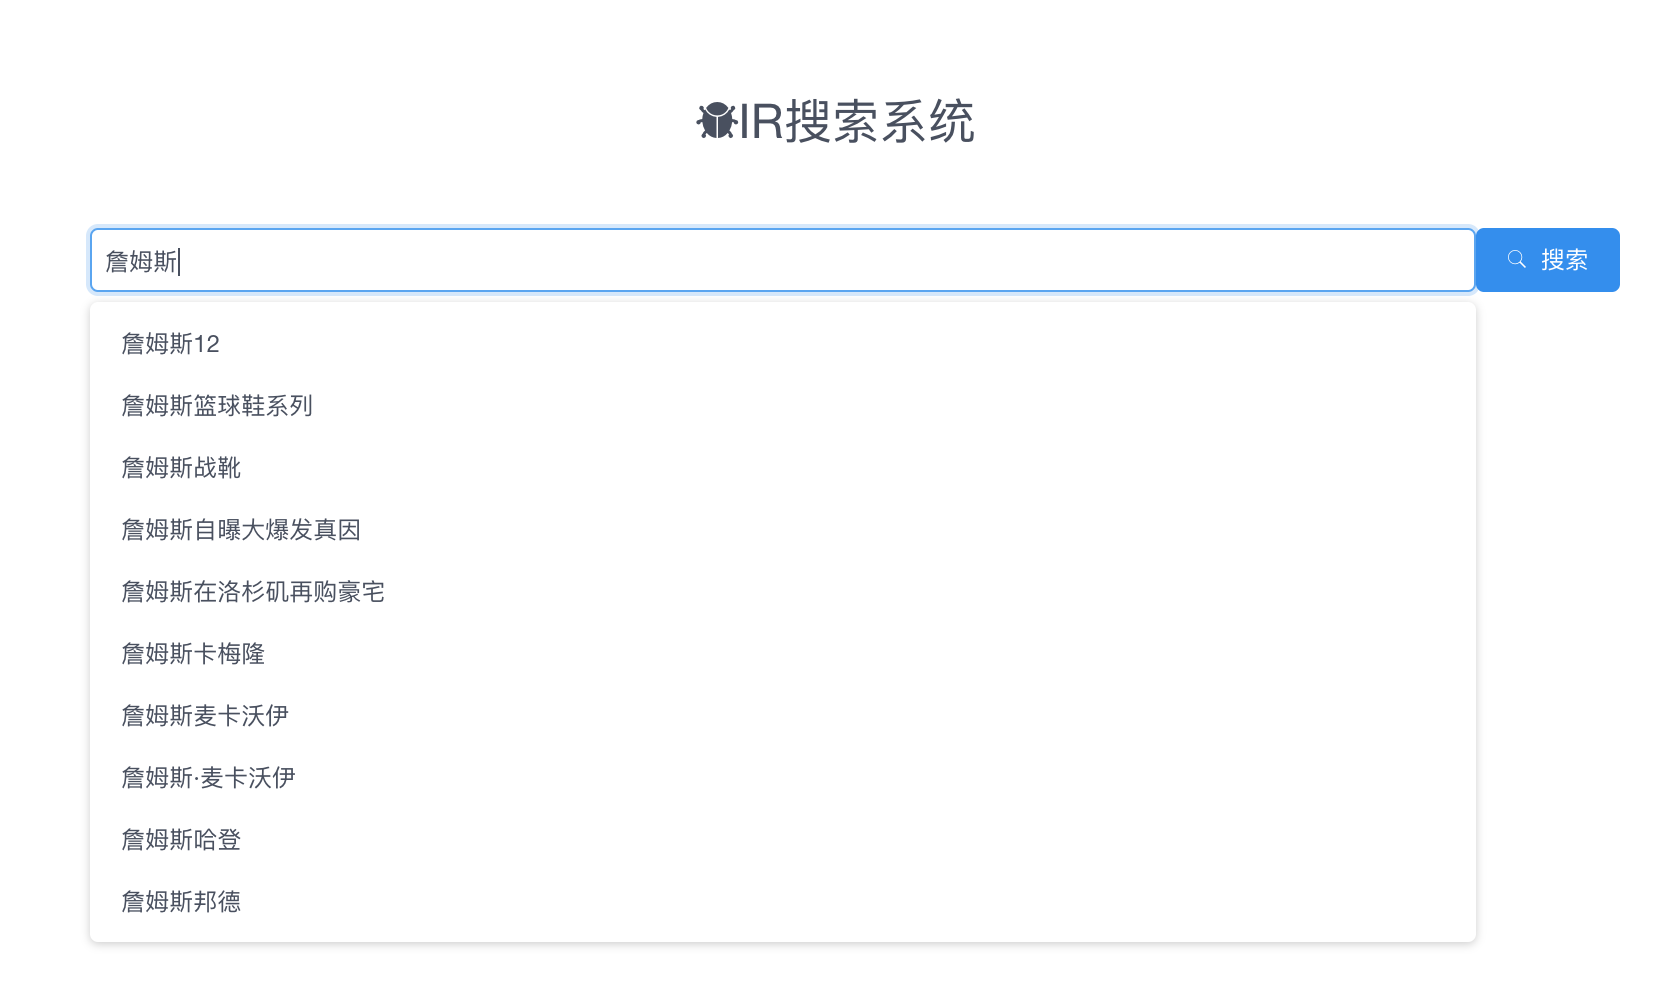 IR搜索系统
詹姆斯
搜索
詹姆斯12
詹姆斯篮球鞋系列
詹姆斯战靴
詹姆斯自曝大爆发真因
詹姆斯在洛杉矶再购豪宅
詹姆斯卡梅隆
詹姆斯麦卡沃伊
詹姆斯·麦卡沃伊
詹姆斯哈登
詹姆斯邦德